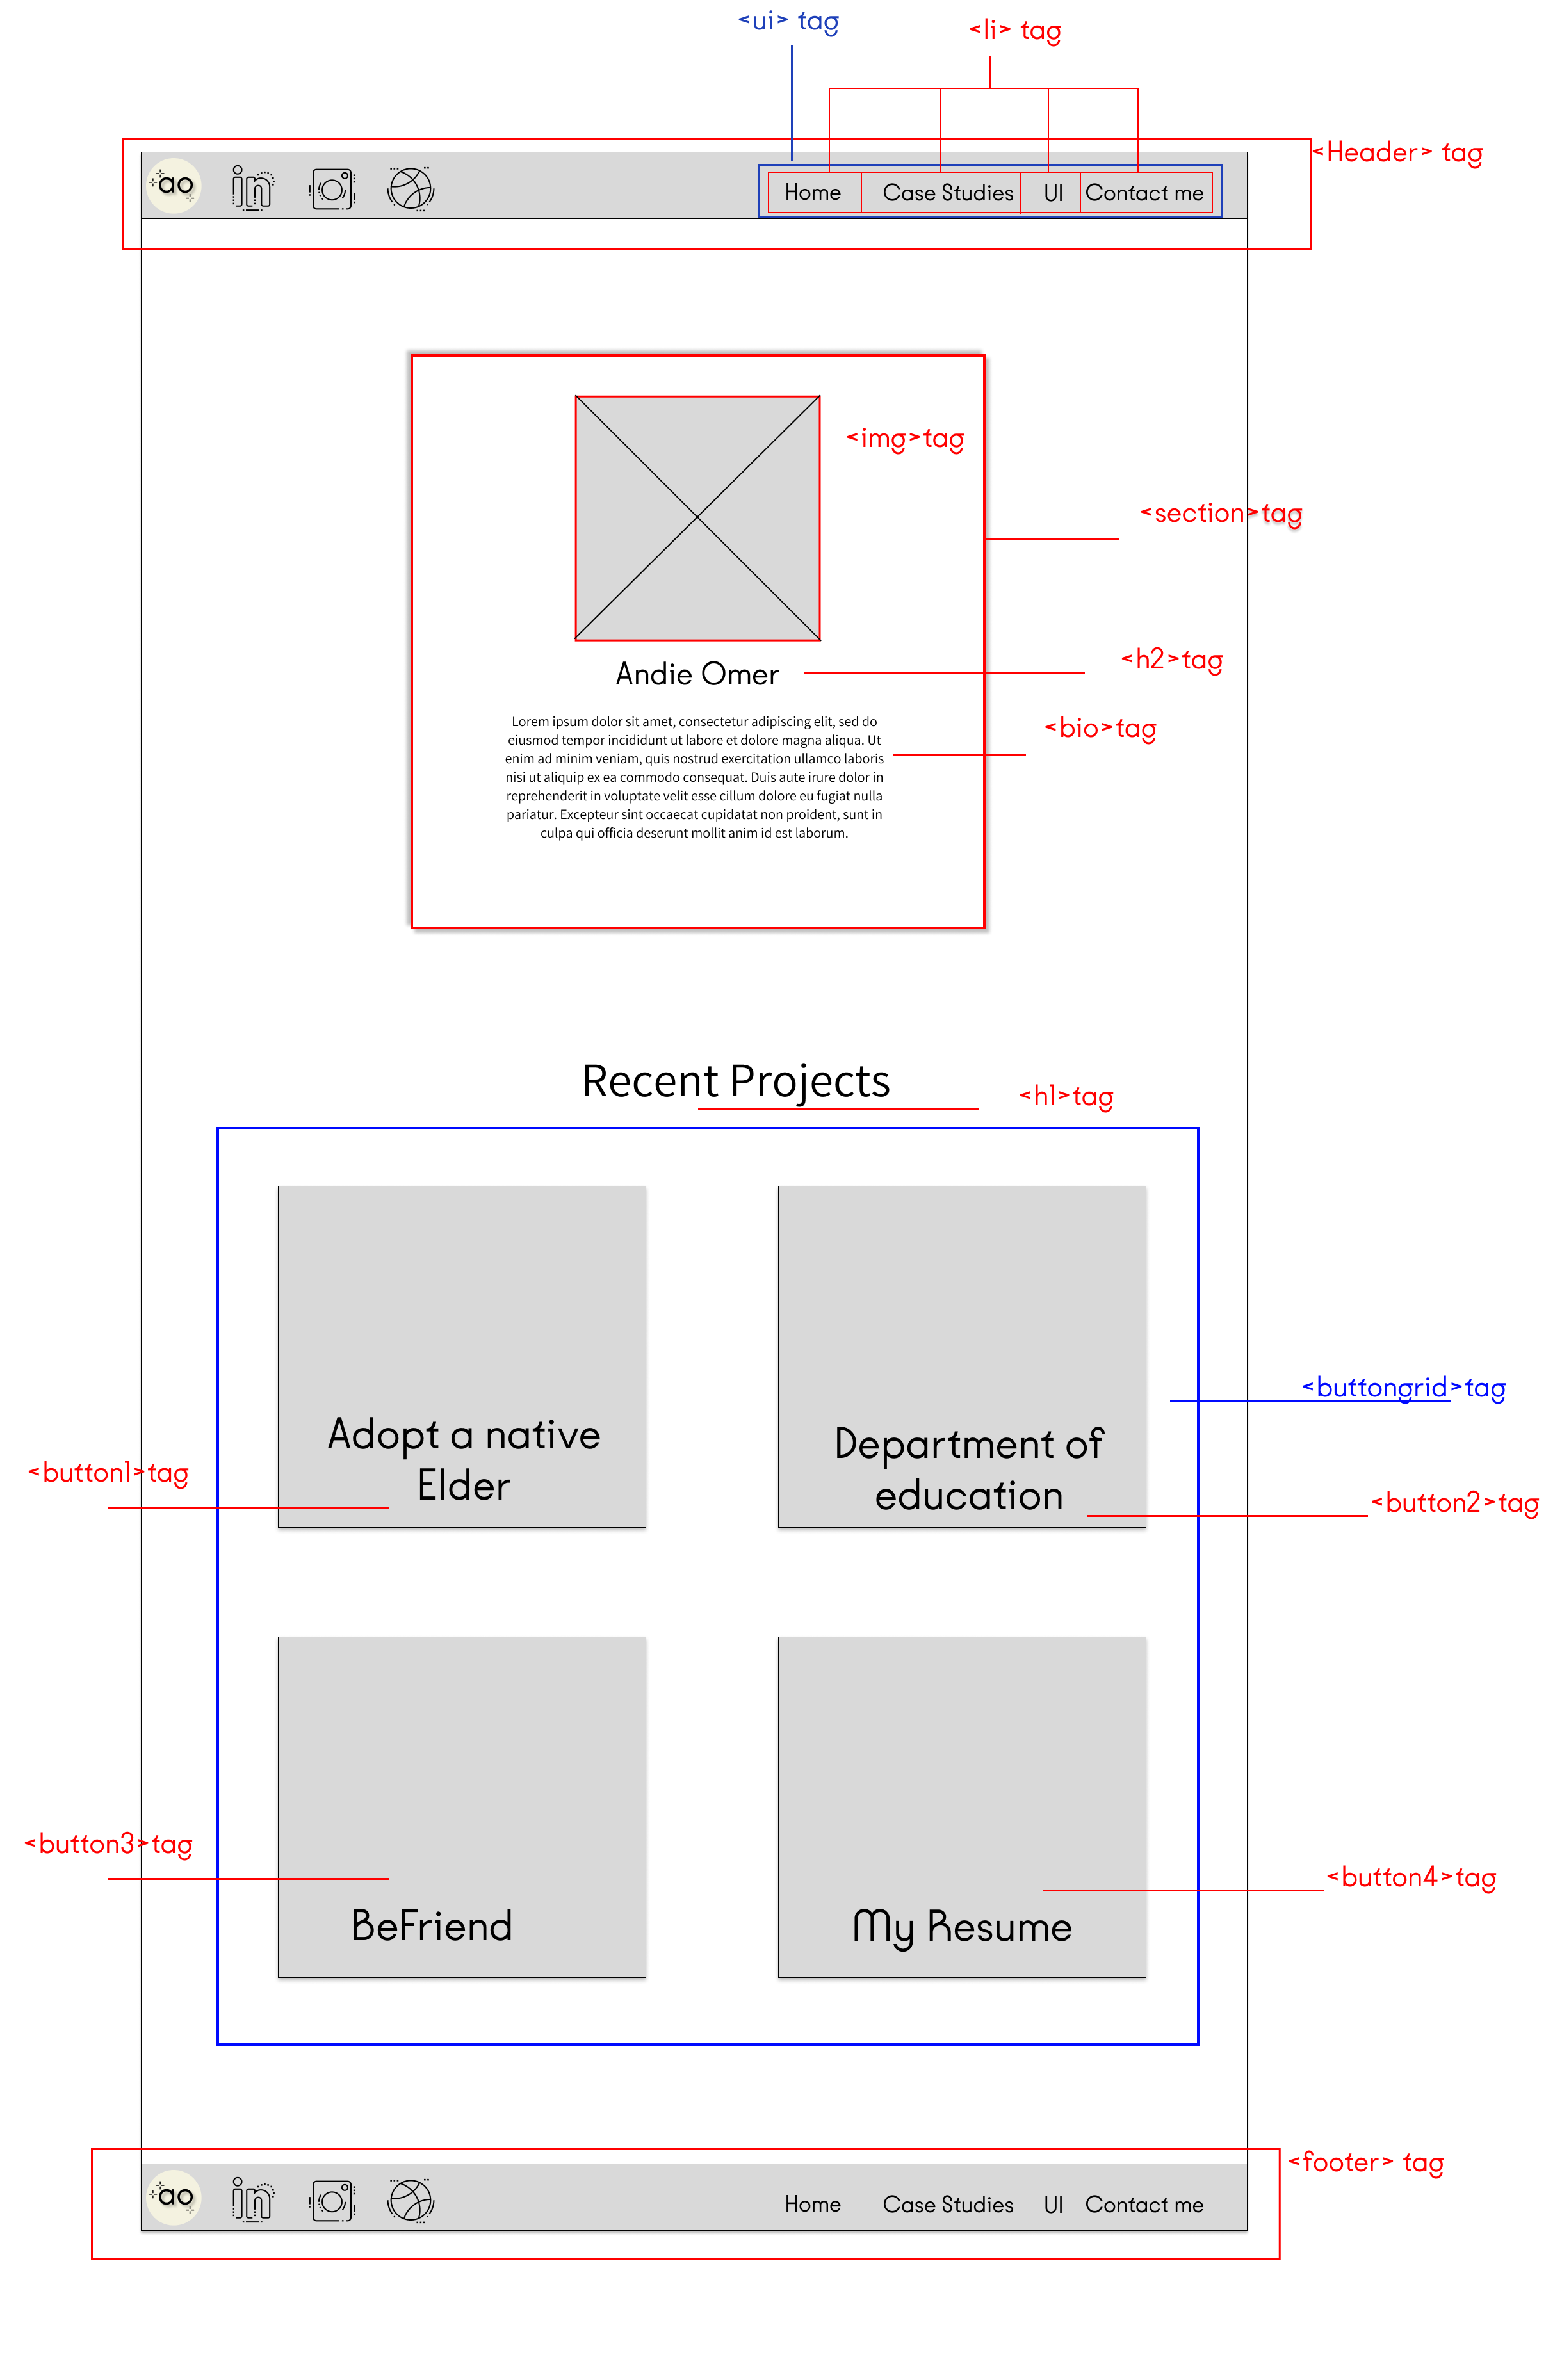 <ui> tag
<li> tag
<Header> tag
ao
in
Home
Case Studies
UI
Contact me
<img>tag
<section>tag
Andie Omer
<h2>tag
<bio>tag
Lorem ipsum dolor sit amet, consectetur adipiscing elit, sed do
eiusmod tempor incididunt ut labore et dolore magna aliqua. Ut
enim ad minim veniam, quis nostrud exercitation ullamco laboris
nisi ut aliquip ex ea commodo consequat. Duis aute irure dolor in
reprehenderit in voluptate velit esse cillum dolore eu fugiat nulla
pariatur. Excepteur sint occaecat cupidatat non proident, sunt in
culpa qui officia deserunt mollit anim id est laborum.
Recent Projects
<h1>tag
<buttongrid>tag
Adopt a native
Elder
<button1>tag
Department of
education
<button2>tag
<button3>tag
BeFriend
<button4>tag
My Resume
<footer> tag
ao
in
Home
Case Studies
UI
Contact me